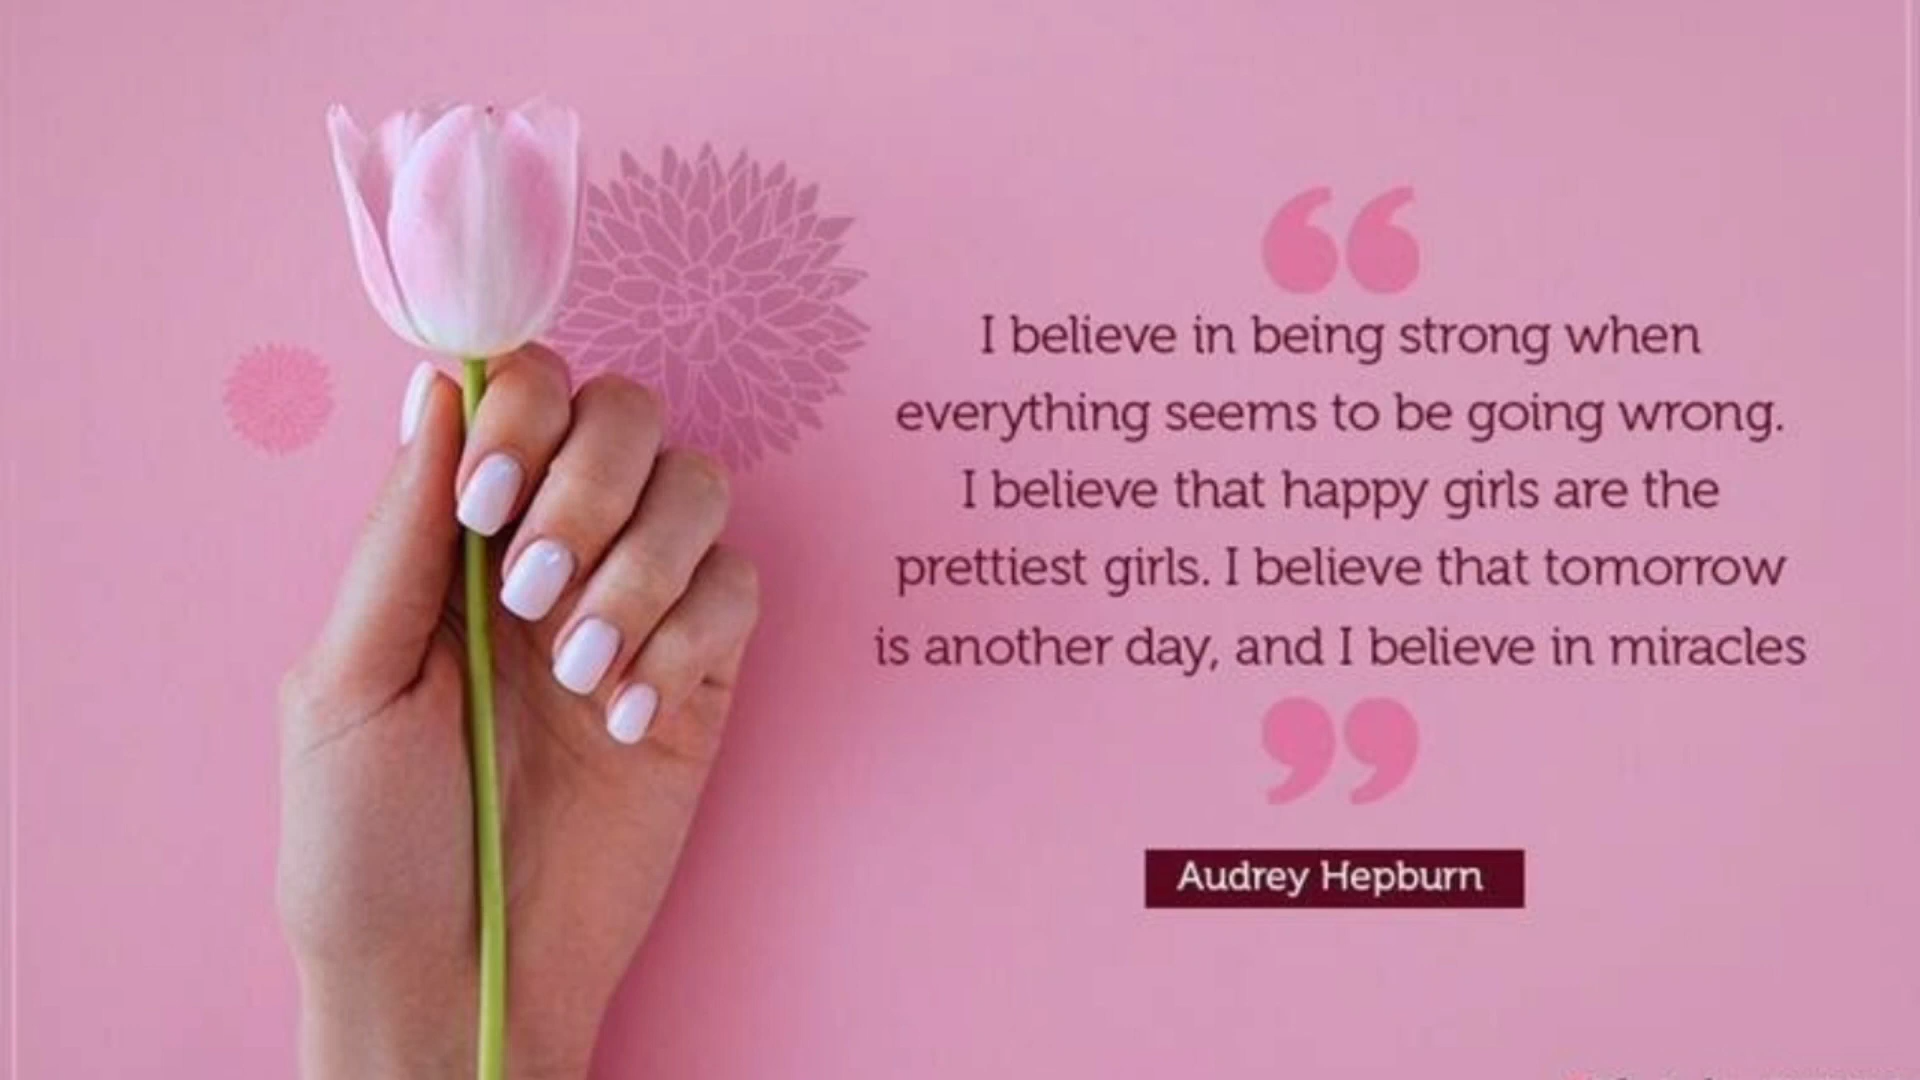 “
I believe in being strong when
everything seems to be going wrong.
I believe that happy girls are the
prettiest girls. I believe that tomorrow
is another day, and I believe in miracles
”
Audrey Hepburn